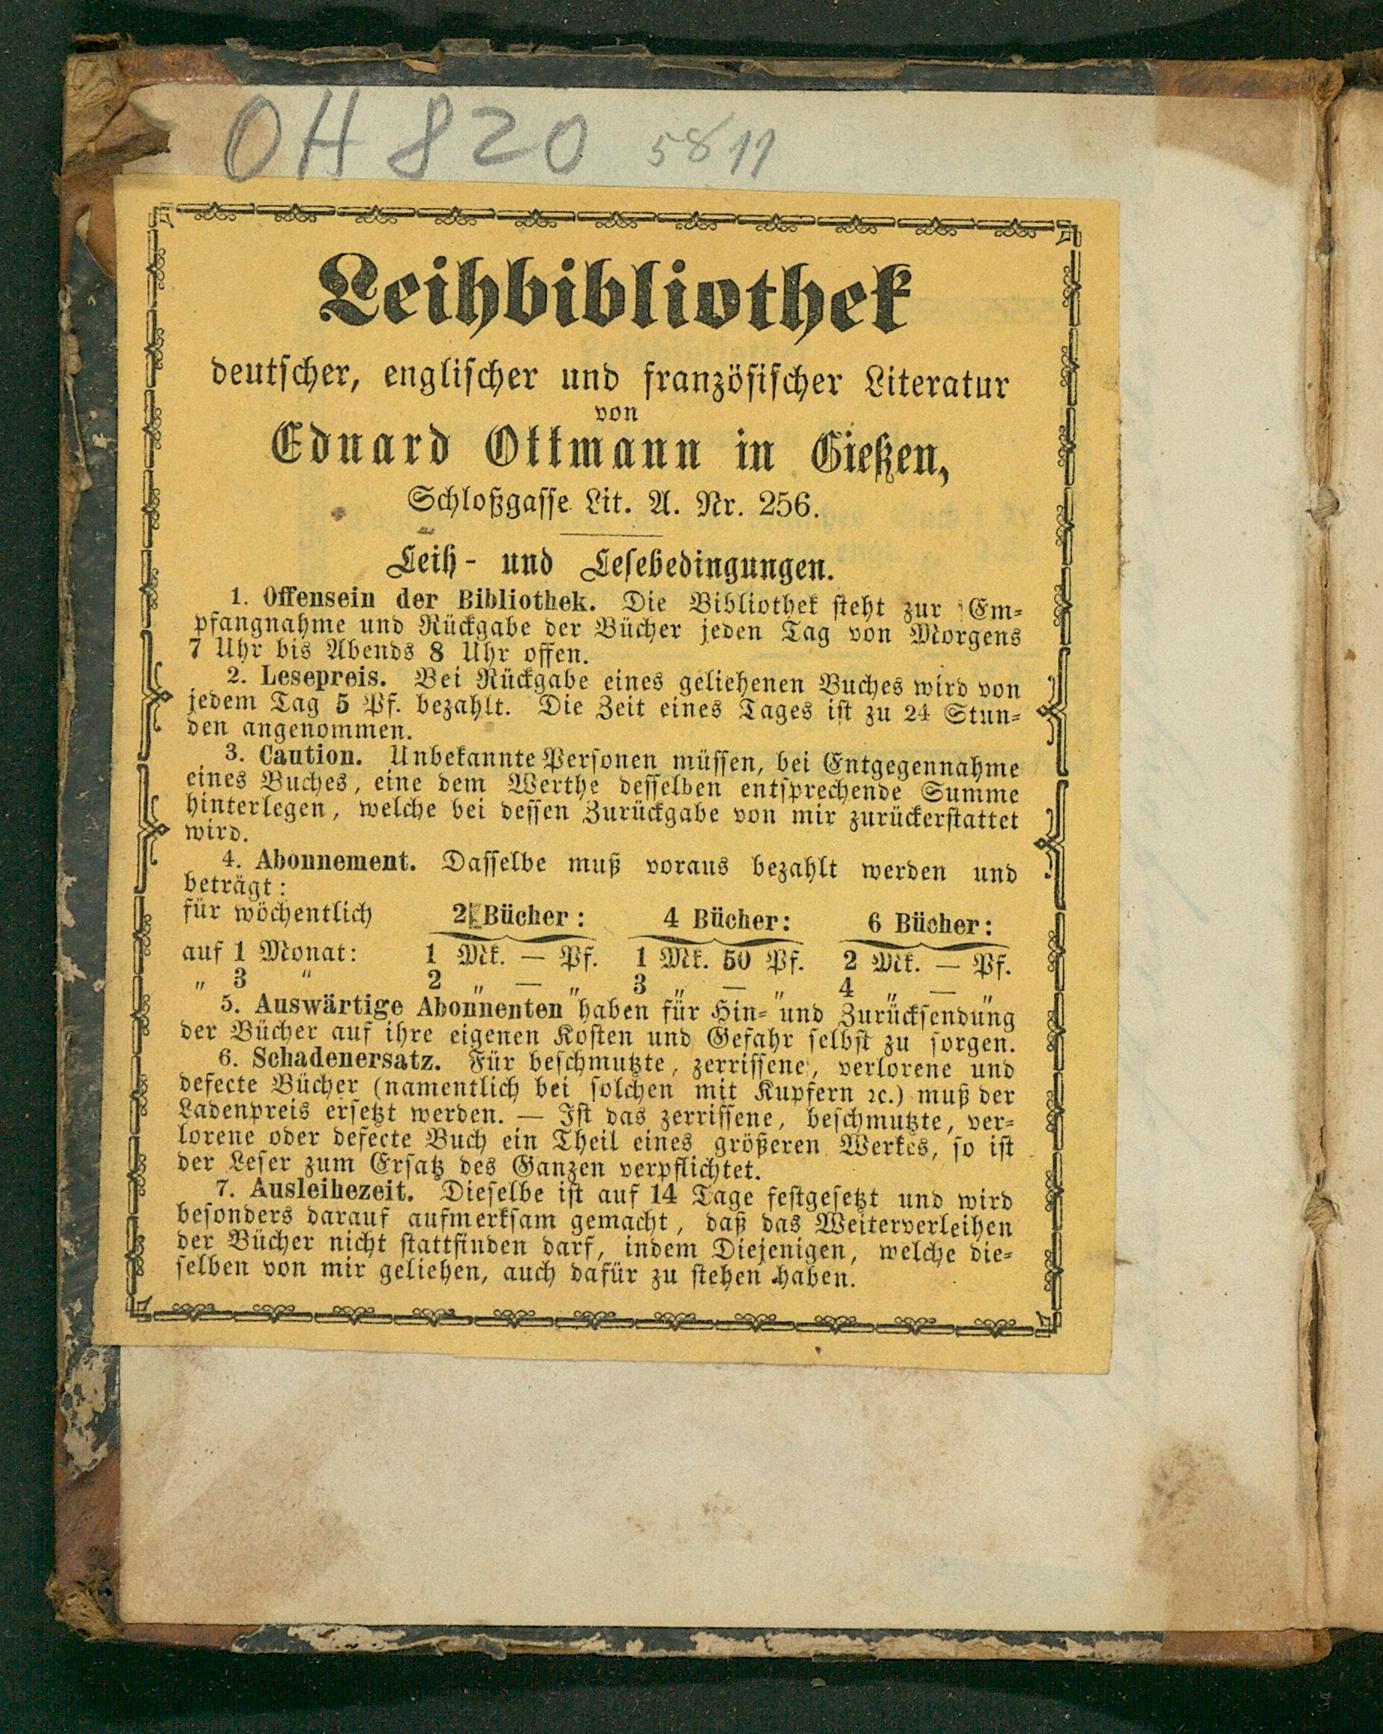 OH 820 5811
Leihbibliothek
deutscher, englischer und französischer Literatur
von
Eduard Ottmann in Gießen,
Schloßgasse Lit. A. Nr. 256.
Leih- und Lesebedingungen.
1. Offensein der Bibliothek. Die Bibliothek steht zur Em-
pfangnahme und Rückgabe der Bücher jeden Tag von Morgens
7 Uhr bis Abends 8 Uhr offen.
2. Lesepreis. Bei Rückgabe eines geliehenen Buches wird von
jedem Tag 5 Pf. bezahlt. Die Zeit eines Tages ist zu 24 Stun-
den angenommen.
3. Caution. Unbekannte Personen müssen, bei Entgegennahme
eines Buches, eine dem Werthe desselben entsprechende Summe
hinterlegen, welche bei dessen Zurückgabe von mir zurückerstattet
wird.
4. Abonnement. Dasselbe muß voraus bezahlt werden und
beträgt:
für wöchentlich 2 Bücher: 4 Bücher: 6 Bücher:
auf 1 Monat: 1 Mk. — Pf. 1 Mk. 50 Pf. 2 Mk. — Pf.
„ 3 „ 2 „ — „ 3 „ — „ 4 „ — „
5. Auswärtige Abonnenten haben für Hin- und Zurücksendung
der Bücher auf ihre eigenen Kosten und Gefahr selbst zu sorgen.
6. Schadenersatz. Für beschmutzte, zerrissene, verlorene und
defecte Bücher (namentlich bei solchen mit Kupfern ꝛc.) muß der
Ladenpreis ersetzt werden. — Ist das zerrissene, beschmutzte, ver-
lorene oder defecte Buch ein Theil eines größeren Werkes, so ist
der Leser zum Ersatz des Ganzen verpflichtet.
7. Ausleihezeit. Dieselbe ist auf 14 Tage festgesetzt und wird
besonders darauf aufmerksam gemacht, daß das Weiterverleihen
der Bücher nicht stattfinden darf, indem Diejenigen, welche die-
selben von mir geliehen, auch dafür zu stehen haben.